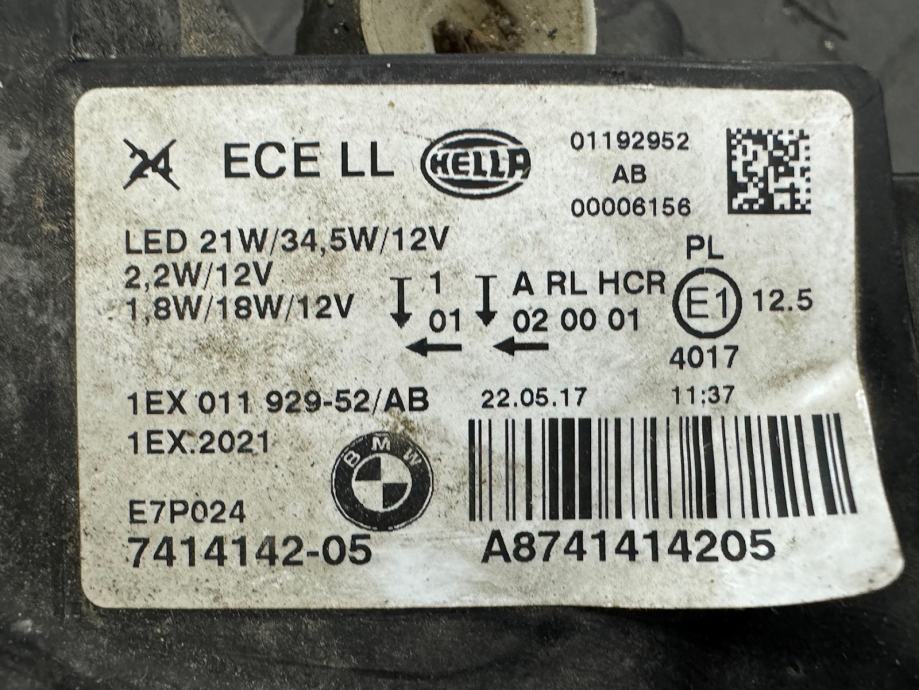 24 ECE LL HELLA
01192952
AB
00006156
LED 21W/34,5W/12V
2,2W/12V
1,8W/18W/12V
1 A RL HCR
01 02 00 01
PL
E1 12.5
4017
1EX 011 929-52/AB 22.05.17 11:37
1EX.2021
BMW
E7P024
7414142-05 A8741414205